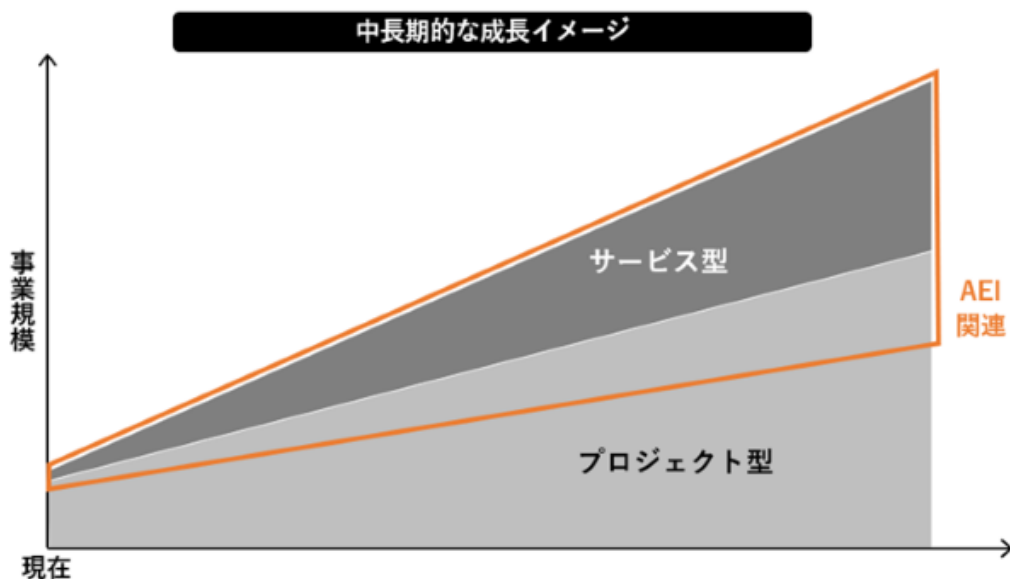 中長期的な成長イメージ
事業規模
サービス型
AEI
関連
プロジェクト型
現在